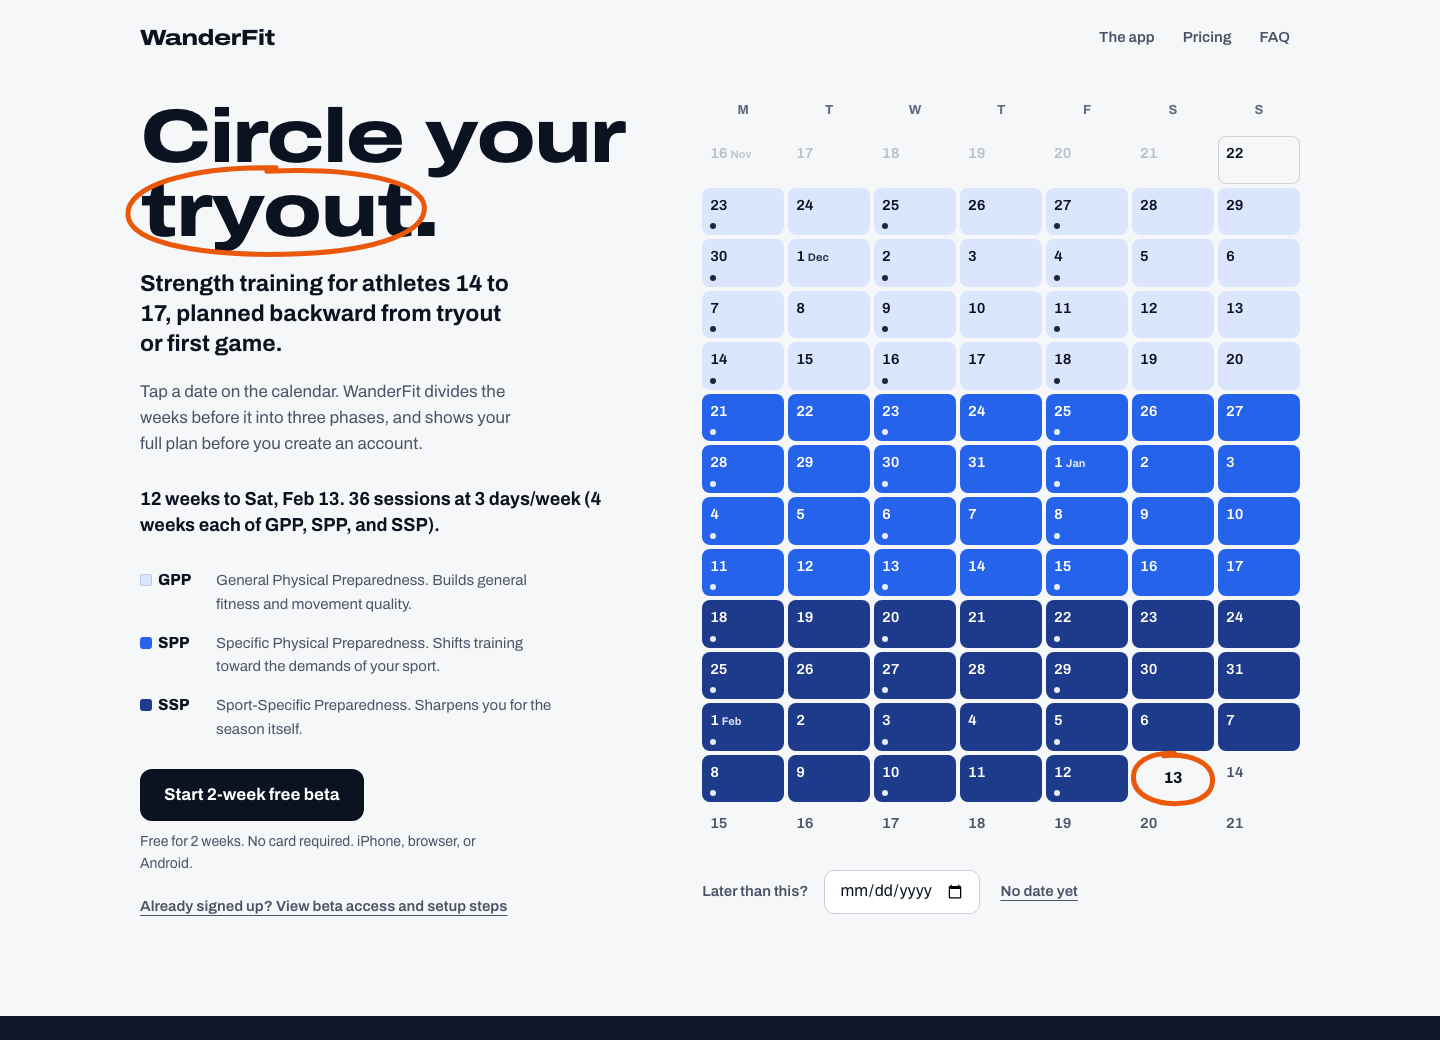 WanderFit
The app Pricing FAQ
Circle your
tryout.
Strength training for athletes 14 to
17, planned backward from tryout
or first game.
Tap a date on the calendar. WanderFit divides the
weeks before it into three phases, and shows your
full plan before you create an account.
12 weeks to Sat, Feb 13. 36 sessions at 3 days/week (4
weeks each of GPP, SPP, and SSP).
GPP General Physical Preparedness. Builds general
fitness and movement quality.
SPP Specific Physical Preparedness. Shifts training
toward the demands of your sport.
SSP Sport-Specific Preparedness. Sharpens you for the
season itself.
Start 2-week free beta
Free for 2 weeks. No card required. iPhone, browser, or
Android.
Already signed up? View beta access and setup steps
M T W T F S S
16 Nov 17 18 19 20 21 22
23 24 25 26 27 28 29
30 1 Dec 2 3 4 5 6
7 8 9 10 11 12 13
14 15 16 17 18 19 20
21 22 23 24 25 26 27
28 29 30 31 1 Jan 2 3
4 5 6 7 8 9 10
11 12 13 14 15 16 17
18 19 20 21 22 23 24
25 26 27 28 29 30 31
1 Feb 2 3 4 5 6 7
8 9 10 11 12 13 14
15 16 17 18 19 20 21
Later than this? mm/dd/yyyy No date yet